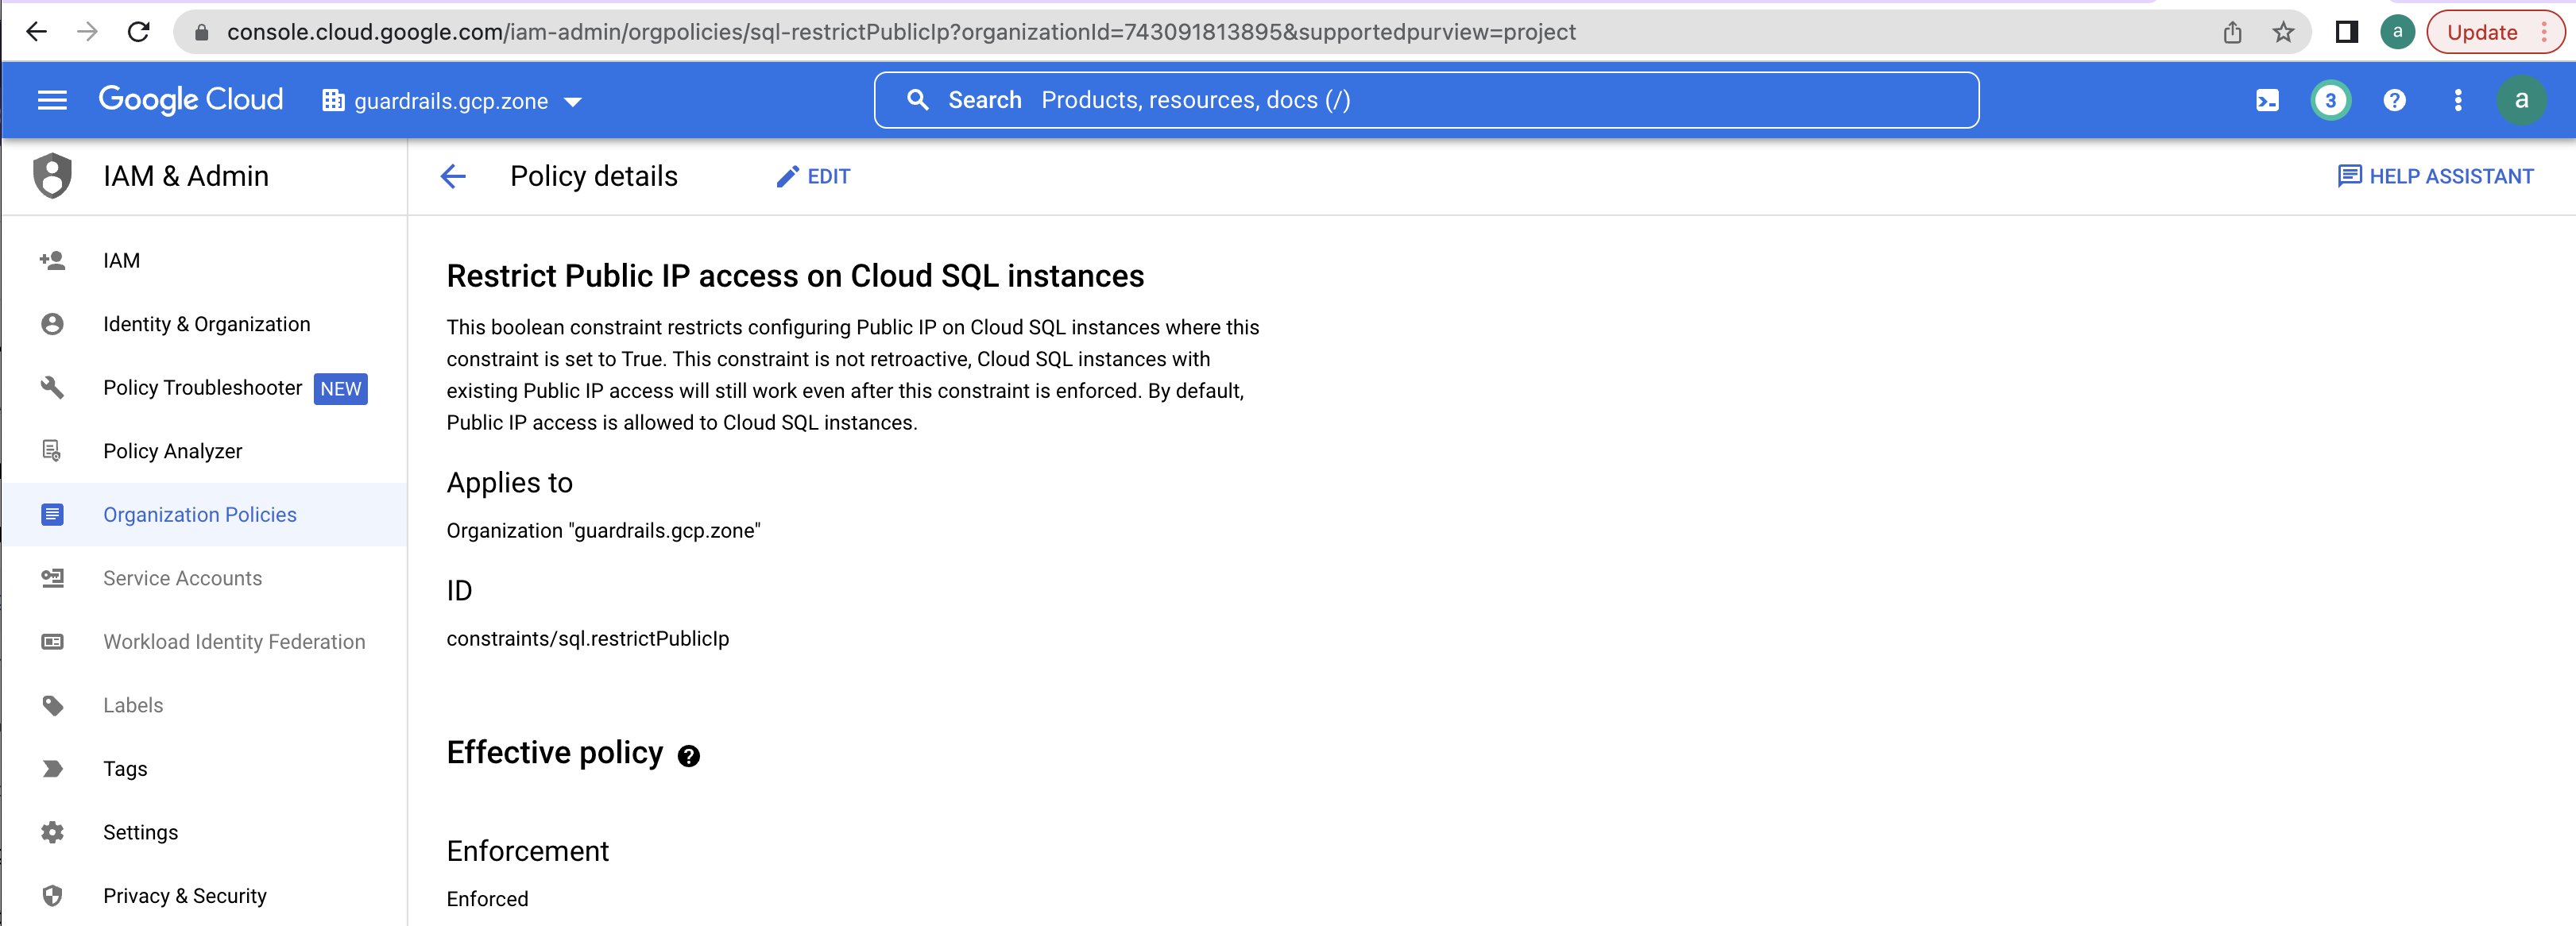 console.cloud.google.com/iam-admin/orgpolicies/sql-restrictPublicIp?organizationId=743091813895&supportedpurview=project
a
Update
Google Cloud
guardrails.gcp.zone
Search Products, resources, docs (/)
3
?
a
IAM & Admin
Policy details
EDIT
HELP ASSISTANT
IAM
Identity & Organization
Policy Troubleshooter NEW
Policy Analyzer
Organization Policies
Service Accounts
Workload Identity Federation
Labels
Tags
Settings
Privacy & Security
Restrict Public IP access on Cloud SQL instances
This boolean constraint restricts configuring Public IP on Cloud SQL instances where this
constraint is set to True. This constraint is not retroactive, Cloud SQL instances with
existing Public IP access will still work even after this constraint is enforced. By default,
Public IP access is allowed to Cloud SQL instances.
Applies to
Organization "guardrails.gcp.zone"
ID
constraints/sql.restrictPublicIp
Effective policy ?
Enforcement
Enforced